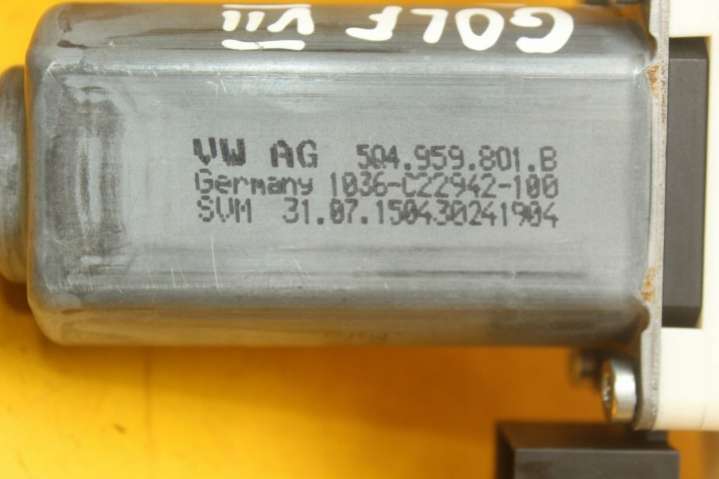 GOLF VII
VW AG 5Q4.959.801.B
Germany 1036-C22942-100
SVM 31.07.150430241904